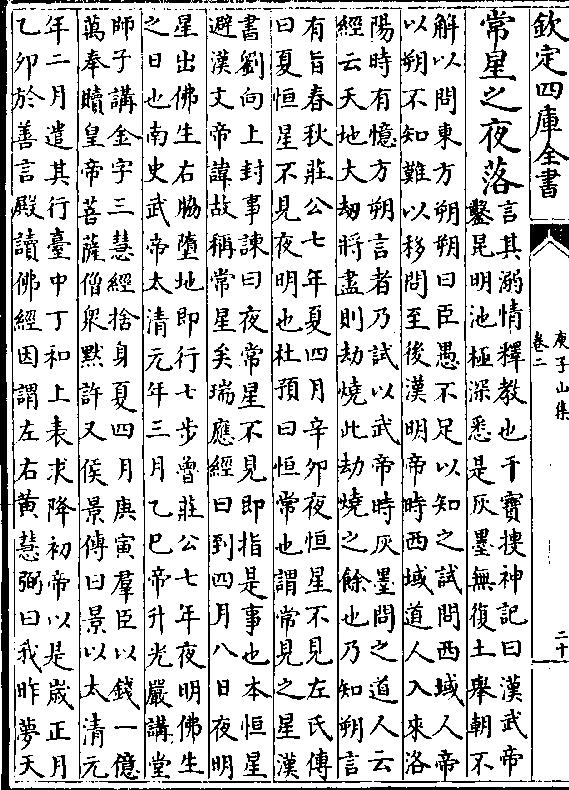 欽定四庫全書
庾子山集
卷二
二十
常星之夜落
言其溺情釋教也干寶搜神記曰漢武帝
鑿昆明池極深悉是灰墨無復土舉朝不
解以問東方朔朔曰臣愚不足以知之試問西域人帝
以朔不知難以移問至後漢明帝時西域道人入來洛
陽時有憶方朔言者乃試以武帝時灰墨問之道人云
經云天地大劫將盡則劫燒此劫燒之餘也乃知朔言
有旨春秋莊公七年夏四月辛卯夜恒星不見左氏傳
曰夏恒星不見夜明也杜預曰恒常也謂常見之星漢
書劉向上封事諫曰夜常星不見即指是事也本恒星
避漢文帝諱故稱常星矣瑞應經曰到四月八日夜明
星出佛生右脇墮地即行七步曾莊公七年夜明佛生
之日也南史武帝太清元年三月乙巳帝升光嚴講堂
師子講金字三慧經捨身夏四月庚寅羣臣以錢一億
萬奉贖皇帝菩薩僧衆默許又侯景傳曰景以太清元
年二月遣其行臺中丁和上表求降初帝以是歲正月
乙卯於善言殿讀佛經因謂左右黄慧弼曰我昨夢天